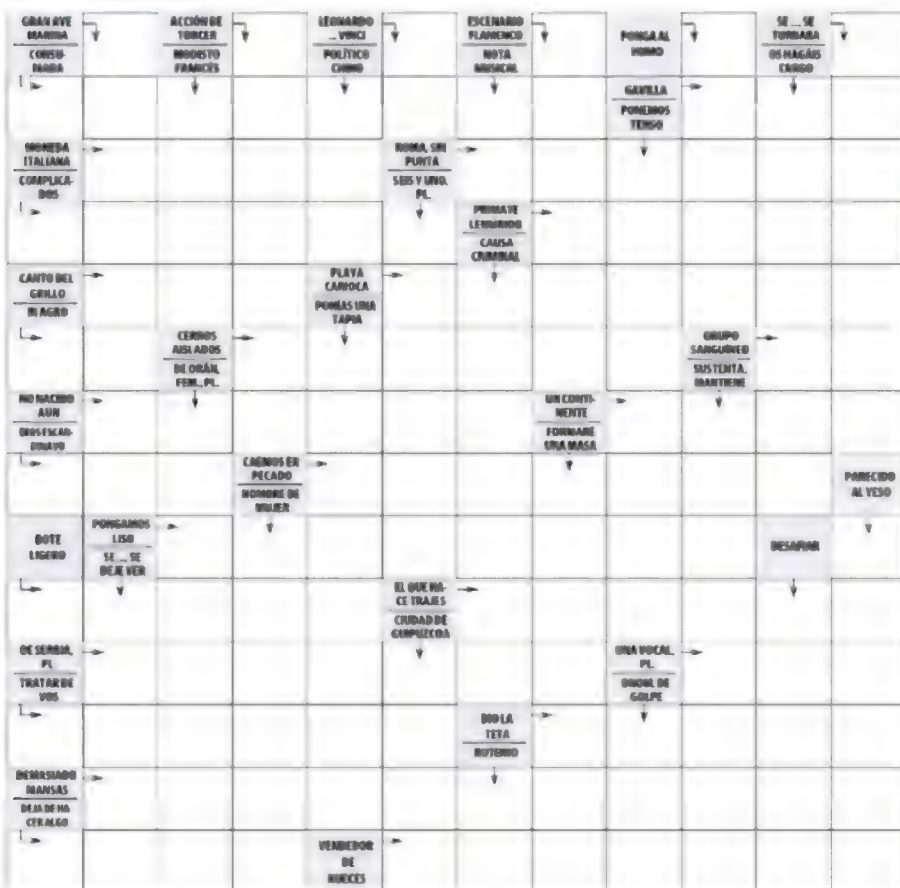 GRAN AVE
MARINA
CONSU-
MADA
ACCIÓN DE
TORCER
MODISTO
FRANCÉS
LEONARDO
... VINCI
POLÍTICO
CHINO
ESCENARIO
FLAMENCO
NOTA
MUSICAL
PONGA AL
HUMO
SE ... SE
TUMBABA
OS HAGÁIS
CARGO
GAVILLA
PONEMOS
TENSO
MONEDA
ITALIANA
COMPLICA-
DOS
ROMA, SIN
PUNTA
SEIS Y UNO,
PL.
PRIMATE
LEMÚRIDO
CAUSA
CRIMINAL
CANTO DEL
GRILLO
PLAYA
CARIOCA
PONÍAS UNA
TAPIA
CERROS
AISLADOS
DE ORÁN,
FEM., PL.
GRUPO
SANGUÍNEO
SUSTENTA,
MANTIENE
NO NACIDO
AÚN
DIOS ESCAN-
DINAVO
UN CONTI-
NENTE
FORMARÉ
UNA MASA
CAEMOS EN
PECADO
NOMBRE DE
MUJER
PARECIDO
AL YESO
BOTE
LIGERO
PONGAMOS
LISO
SE ... SE
DEJE VER
DESAFIAR
EL QUE HA-
CE TRAJES
CIUDAD DE
GUIPÚZCOA
DE SERBIA,
PL.
TRATAR DE
VOS
UNA VOCAL,
PL.
ONOM. DE
GOLPE
DIO LA
TETA
RUTENIO
DEMASIADO
MANSAS
DEJA DE HA-
CER ALGO
VENDEDOR
DE
NUECES